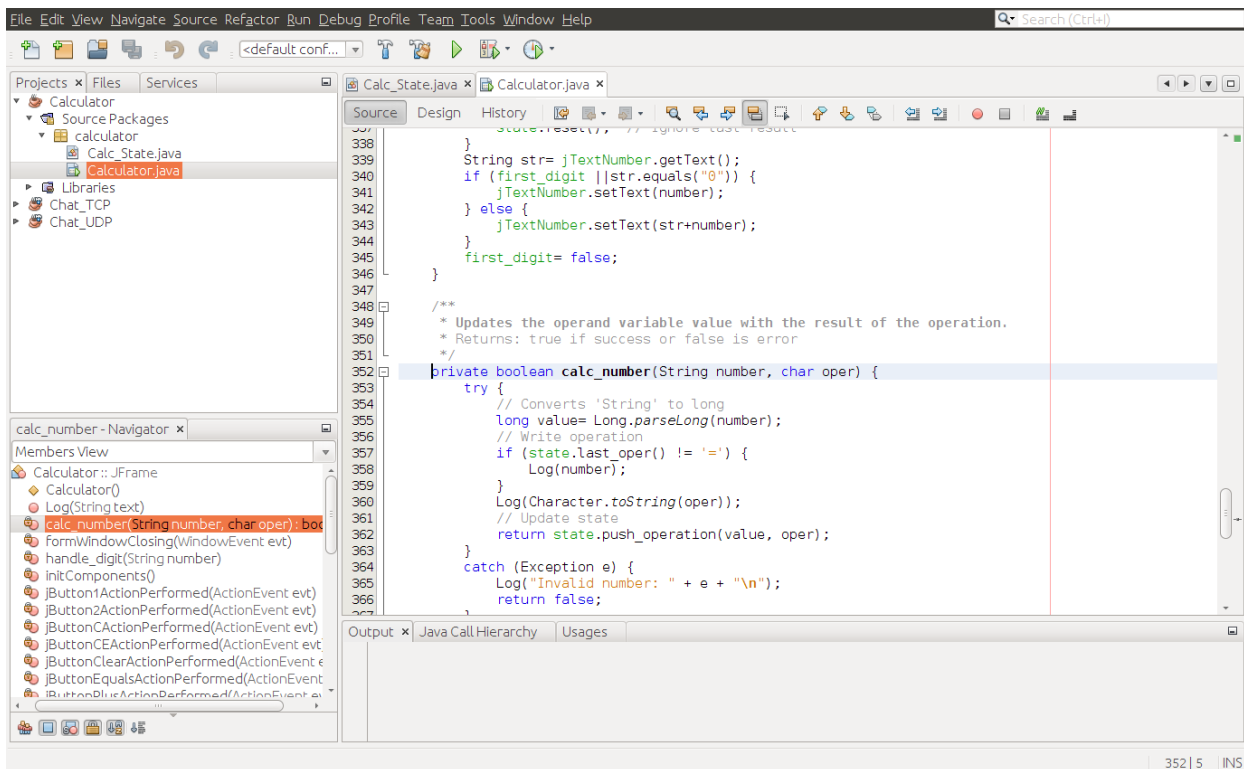 File Edit View Navigate Source Refactor Run Debug Profile Team Tools Window Help
Search (Ctrl+I)
<default conf...
Projects Files Services
Calculator
Source Packages
calculator
Calc_State.java
Calculator.java
Libraries
Chat_TCP
Chat_UDP
calc_number - Navigator
Members View
Calculator :: JFrame
Calculator()
Log(String text)
calc_number(String number, char oper) : boo
formWindowClosing(WindowEvent evt)
handle_digit(String number)
initComponents()
jButton1ActionPerformed(ActionEvent evt)
jButton2ActionPerformed(ActionEvent evt)
jButtonCActionPerformed(ActionEvent evt)
jButtonCEActionPerformed(ActionEvent evt
jButtonClearActionPerformed(ActionEvent e
jButtonEqualsActionPerformed(ActionEvent
jButtonPlusActionPerformed(ActionEvent ev
Calc_State.java Calculator.java
Source Design History
337 state.reset(); // Ignore last result
338 }
339 String str= jTextNumber.getText();
340 if (first_digit ||str.equals("0")) {
341 jTextNumber.setText(number);
342 } else {
343 jTextNumber.setText(str+number);
344 }
345 first_digit= false;
346 }
347
348 /**
349 * Updates the operand variable value with the result of the operation.
350 * Returns: true if success or false is error
351 */
352 private boolean calc_number(String number, char oper) {
353 try {
354 // Converts 'String' to long
355 long value= Long.parseLong(number);
356 // Write operation
357 if (state.last_oper() != '=') {
358 Log(number);
359 }
360 Log(Character.toString(oper));
361 // Update state
362 return state.push_operation(value, oper);
363 }
364 catch (Exception e) {
365 Log("Invalid number: " + e + "\n");
366 return false;
367 }
Output Java Call Hierarchy Usages
352 | 5 INS